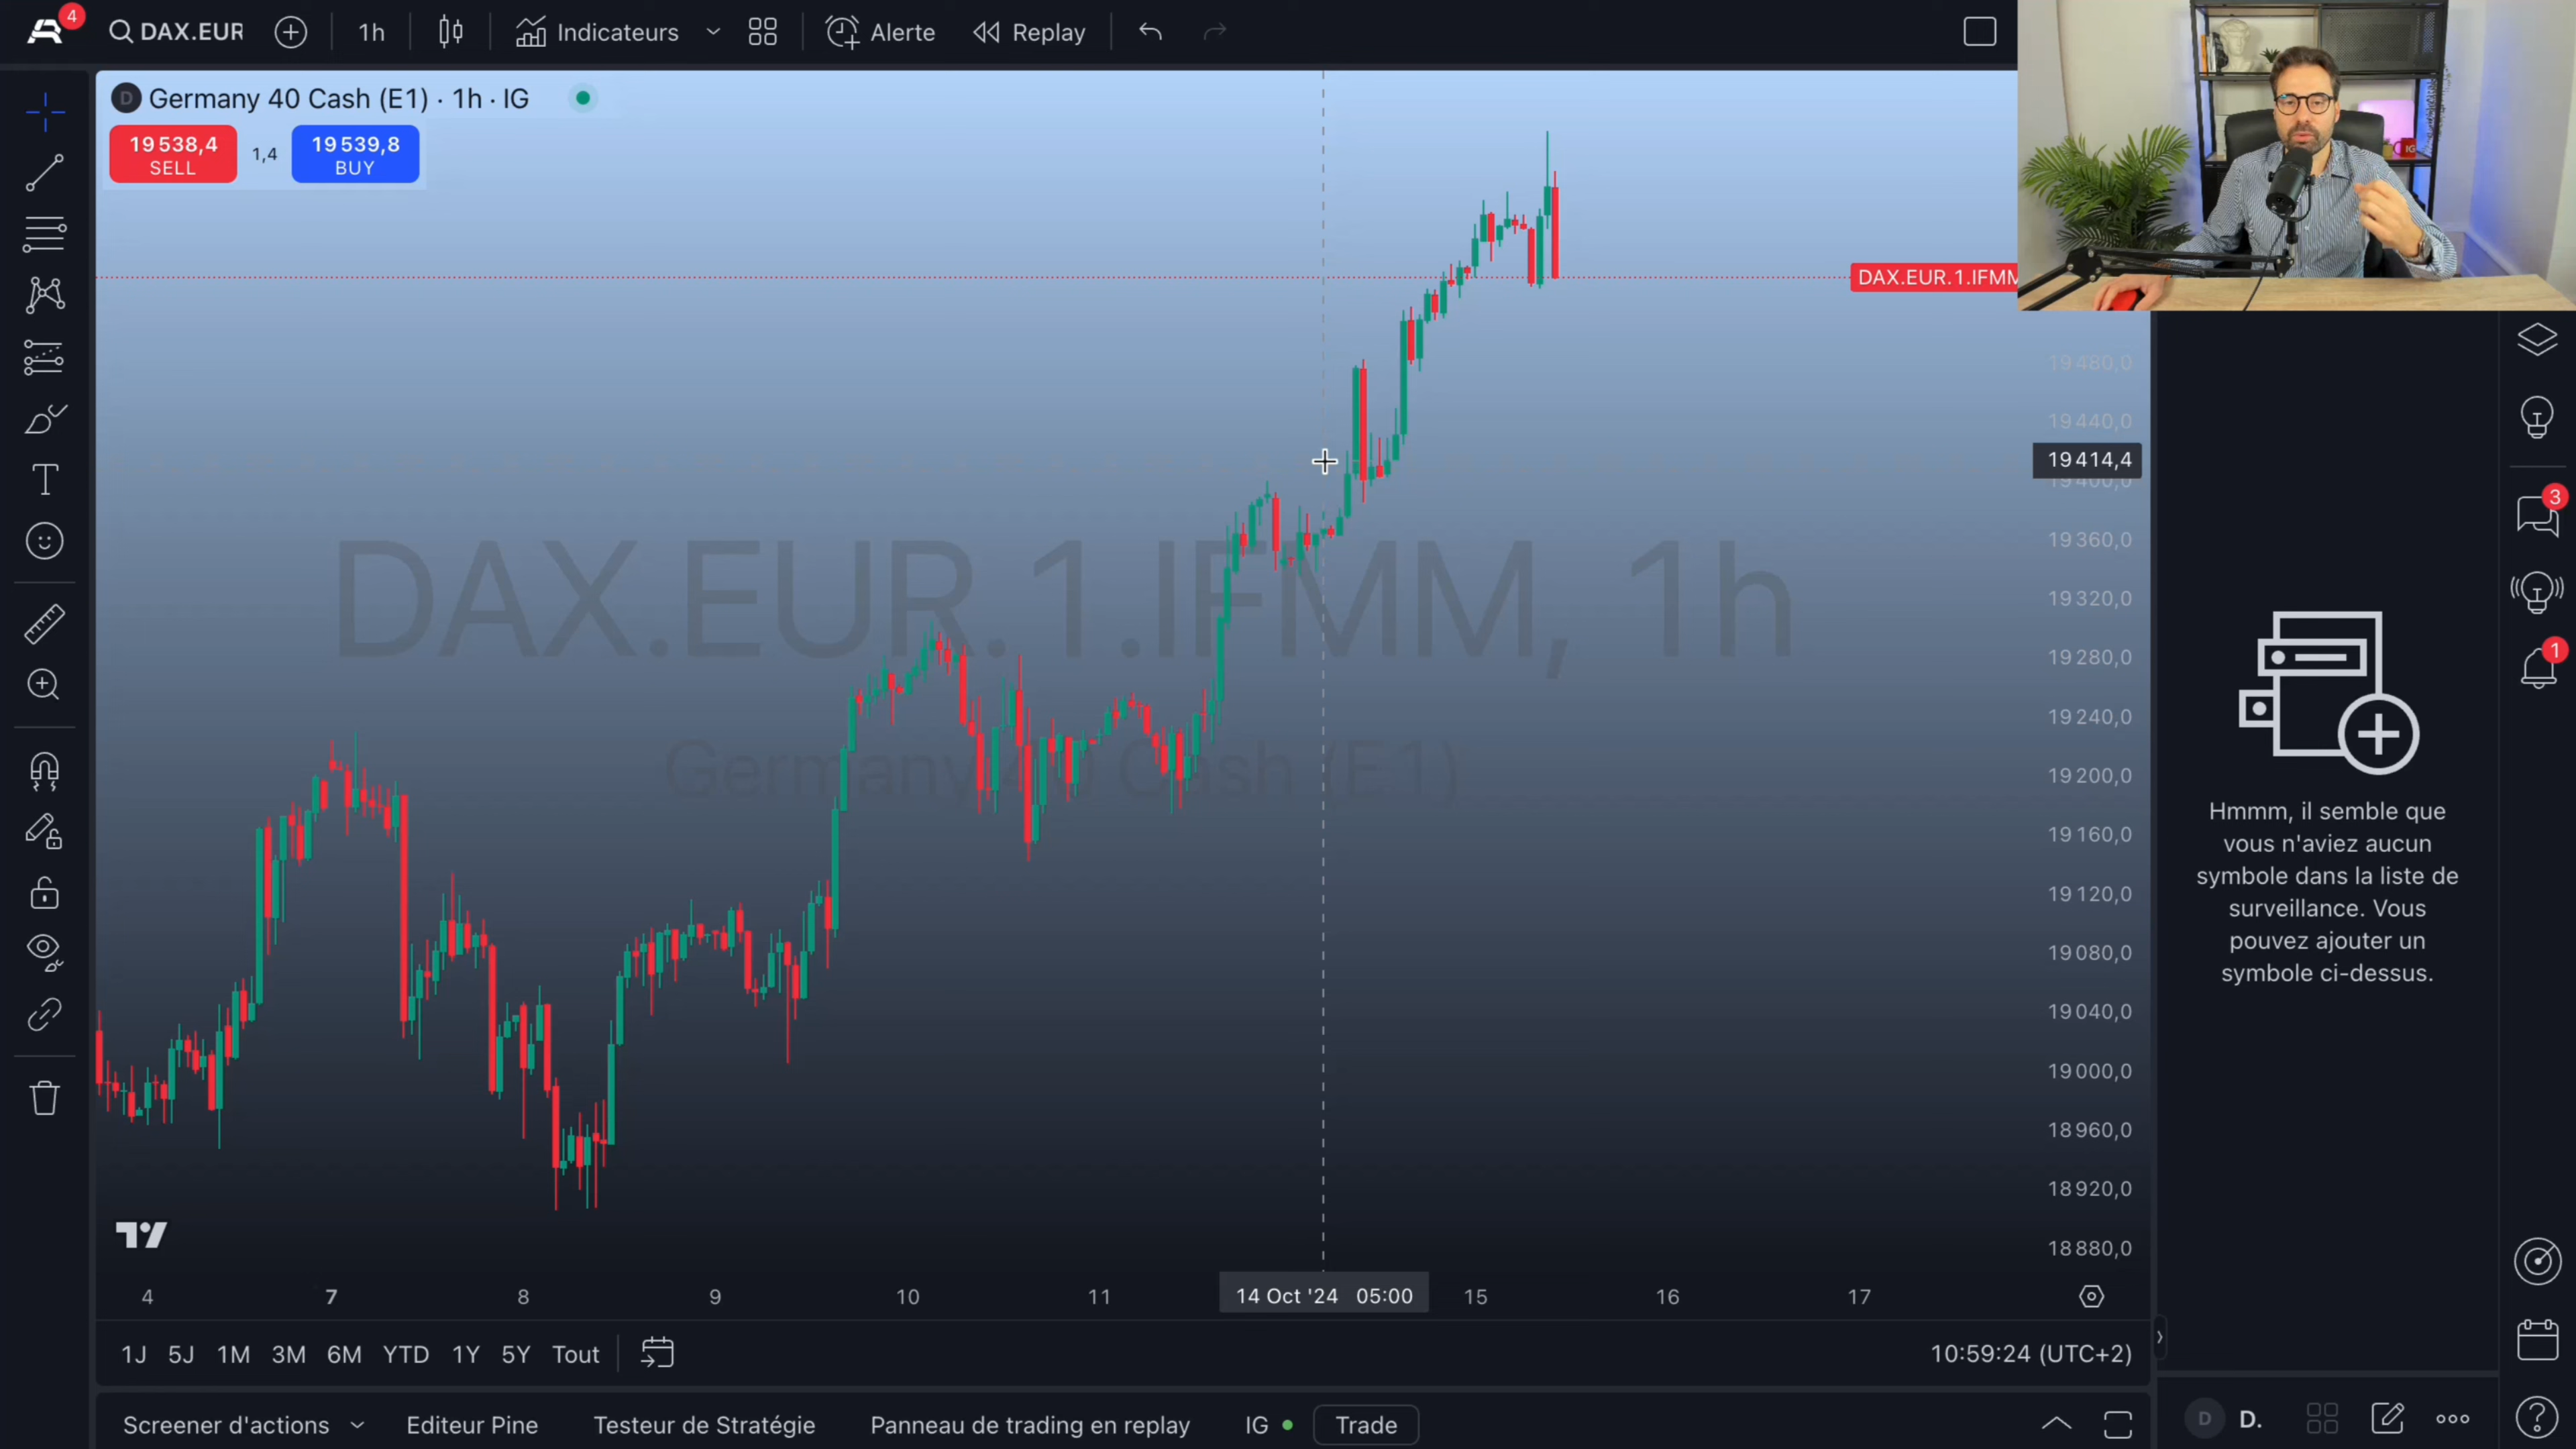 4
DAX.EUR
1h
Indicateurs
Alerte
Replay
Germany 40 Cash (E1) · 1h · IG
19 538,4
SELL
1,4
19 539,8
BUY
IG
DAX.EUR.1.IFMM
DAX.EUR.1.IFMM, 1h
Germany 40 Cash (E1)
19 480,0
19 440,0
19 414,4
19 400,0
19 360,0
19 320,0
19 280,0
19 240,0
19 200,0
19 160,0
19 120,0
19 080,0
19 040,0
19 000,0
18 960,0
18 920,0
18 880,0
3
1
Hmmm, il semble que
vous n'aviez aucun
symbole dans la liste de
surveillance. Vous
pouvez ajouter un
symbole ci-dessus.
4
7
8
9
10
11
14 Oct '24 05:00
15
16
17
1J
5J
1M
3M
6M
YTD
1Y
5Y
Tout
10:59:24 (UTC+2)
Screener d'actions
Editeur Pine
Testeur de Stratégie
Panneau de trading en replay
IG
Trade
D
D.